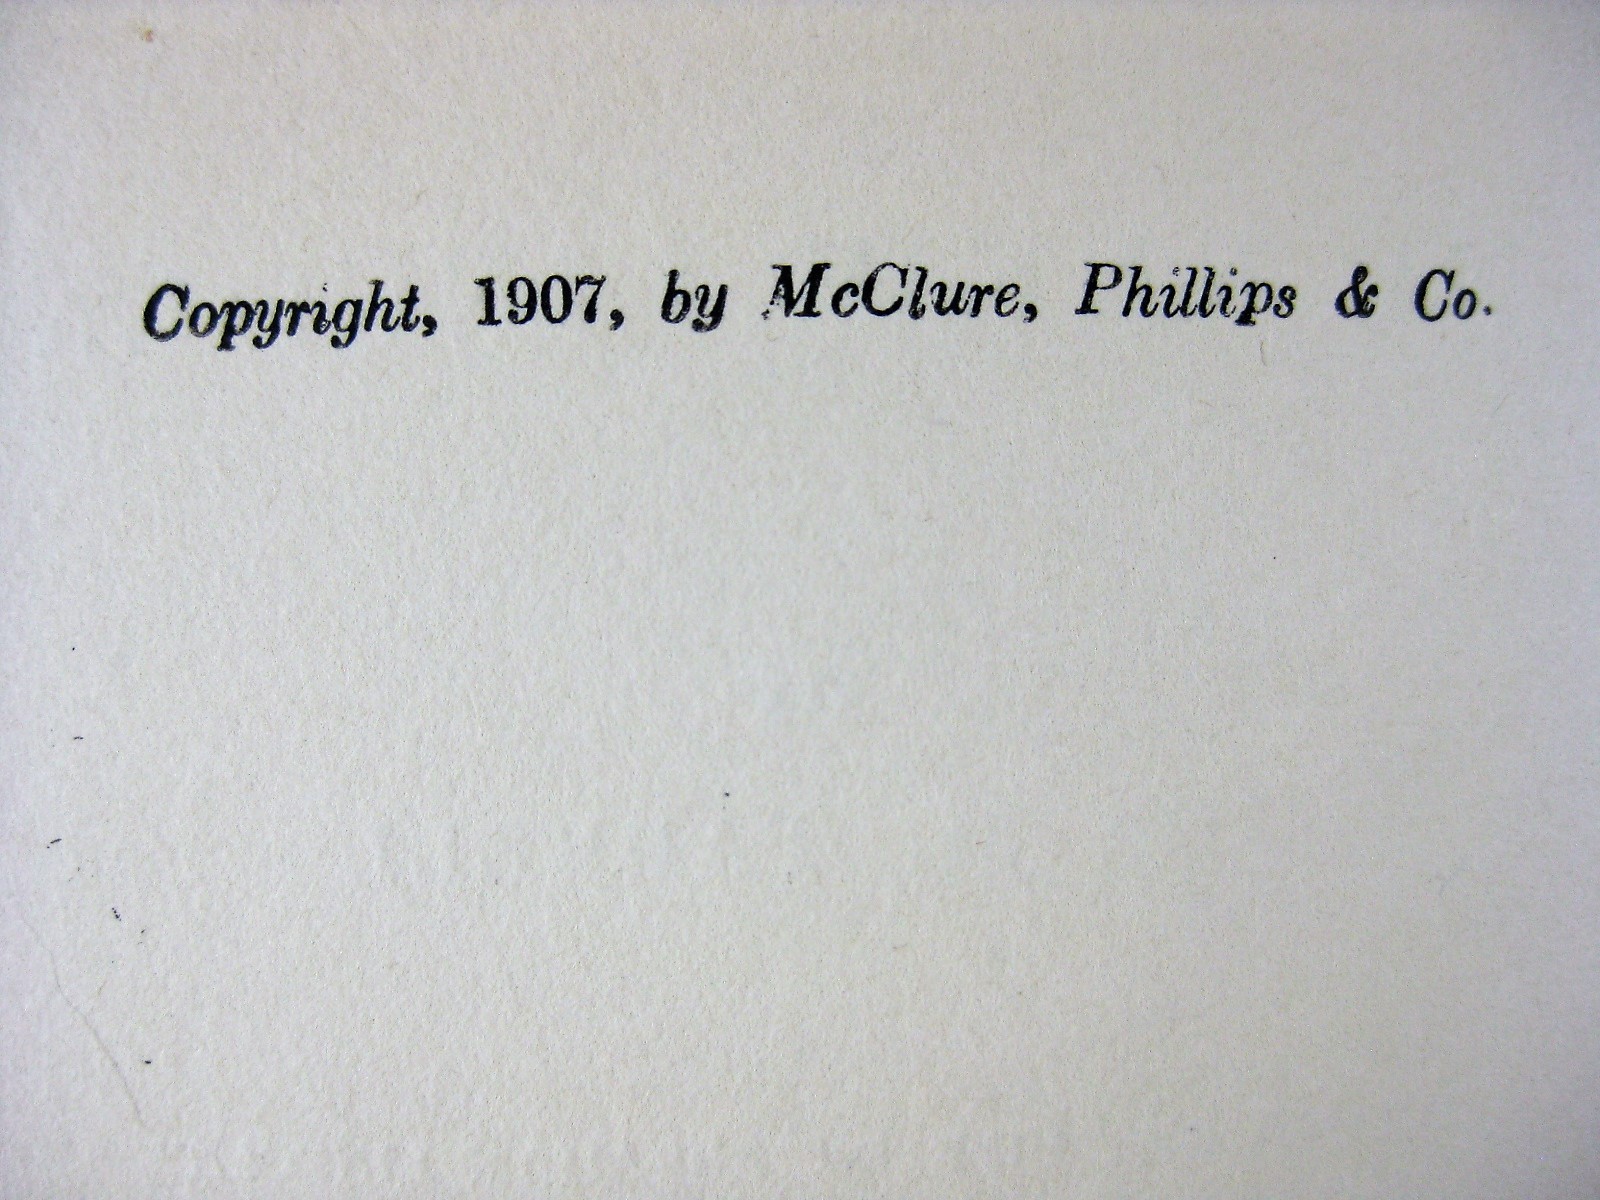 Copyright, 1907, by McClure, Phillips & Co.